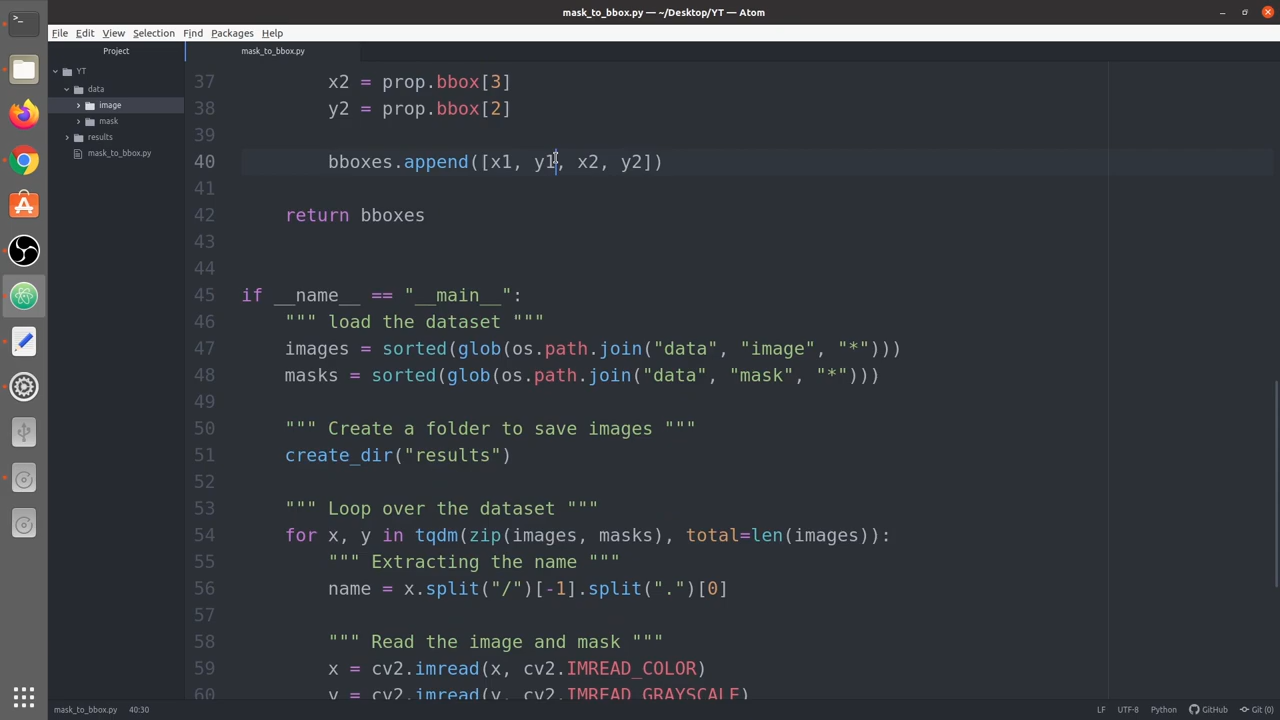 mask_to_bbox.py — ~/Desktop/YT — Atom
File Edit View Selection Find Packages Help
Project
mask_to_bbox.py
YT
data
image
mask
results
mask_to_bbox.py
37 x2 = prop.bbox[3]
38 y2 = prop.bbox[2]
39
40 bboxes.append([x1, y1, x2, y2])
41
42 return bboxes
43
44
45 if __name__ == "__main__":
46 """ load the dataset """
47 images = sorted(glob(os.path.join("data", "image", "*")))
48 masks = sorted(glob(os.path.join("data", "mask", "*")))
49
50 """ Create a folder to save images """
51 create_dir("results")
52
53 """ Loop over the dataset """
54 for x, y in tqdm(zip(images, masks), total=len(images)):
55 """ Extracting the name """
56 name = x.split("/")[-1].split(".")[0]
57
58 """ Read the image and mask """
59 x = cv2.imread(x, cv2.IMREAD_COLOR)
60 y = cv2.imread(y, cv2.IMREAD_GRAYSCALE)
mask_to_bbox.py 40:30 LF UTF-8 Python GitHub Git (0)